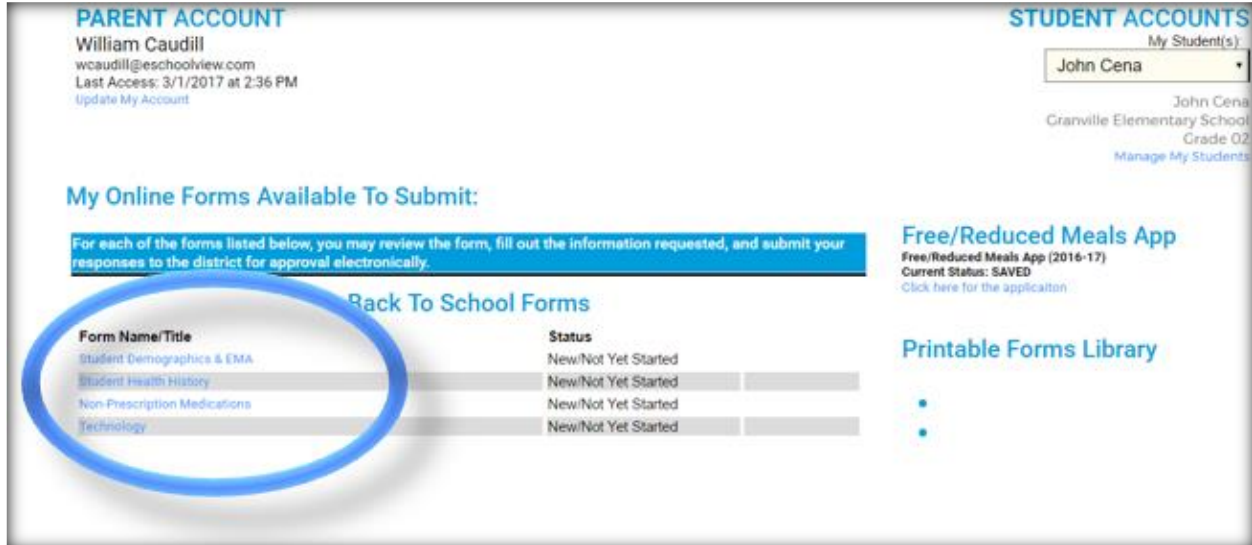 PARENT ACCOUNT
William Caudill
wcaudill@eschoolview.com
Last Access: 3/1/2017 at 2:36 PM
Update My Account
STUDENT ACCOUNTS
My Student(s):
John Cena
John Cena
Granville Elementary School
Grade 02
Manage My Students
My Online Forms Available To Submit:
For each of the forms listed below, you may review the form, fill out the information requested, and submit your
responses to the district for approval electronically.
Back To School Forms
Form Name/Title Status
Student Demographics & EMA New/Not Yet Started
Student Health History New/Not Yet Started
Non-Prescription Medications New/Not Yet Started
Technology New/Not Yet Started
Free/Reduced Meals App
Free/Reduced Meals App (2016-17)
Current Status: SAVED
Click here for the applicaiton
Printable Forms Library